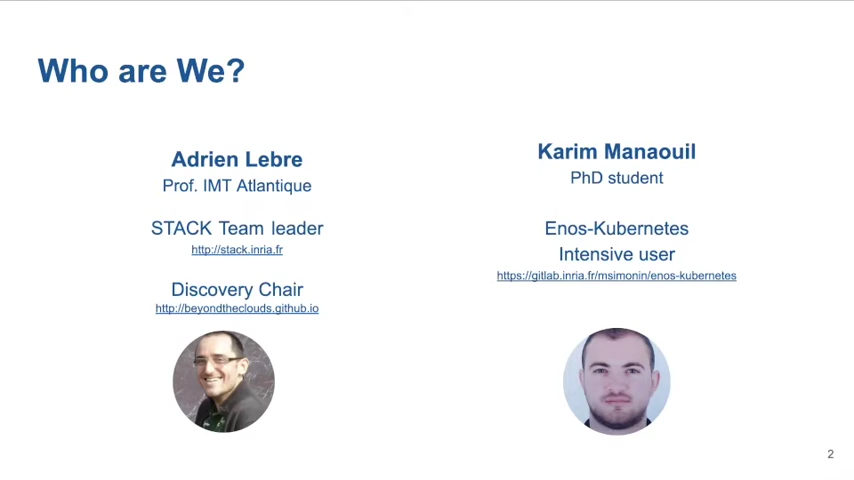 Who are We?
Adrien Lebre
Prof. IMT Atlantique
STACK Team leader
http://stack.inria.fr
Discovery Chair
http://beyondtheclouds.github.io
Karim Manaouil
PhD student
Enos-Kubernetes
Intensive user
https://gitlab.inria.fr/msimonin/enos-kubernetes
2